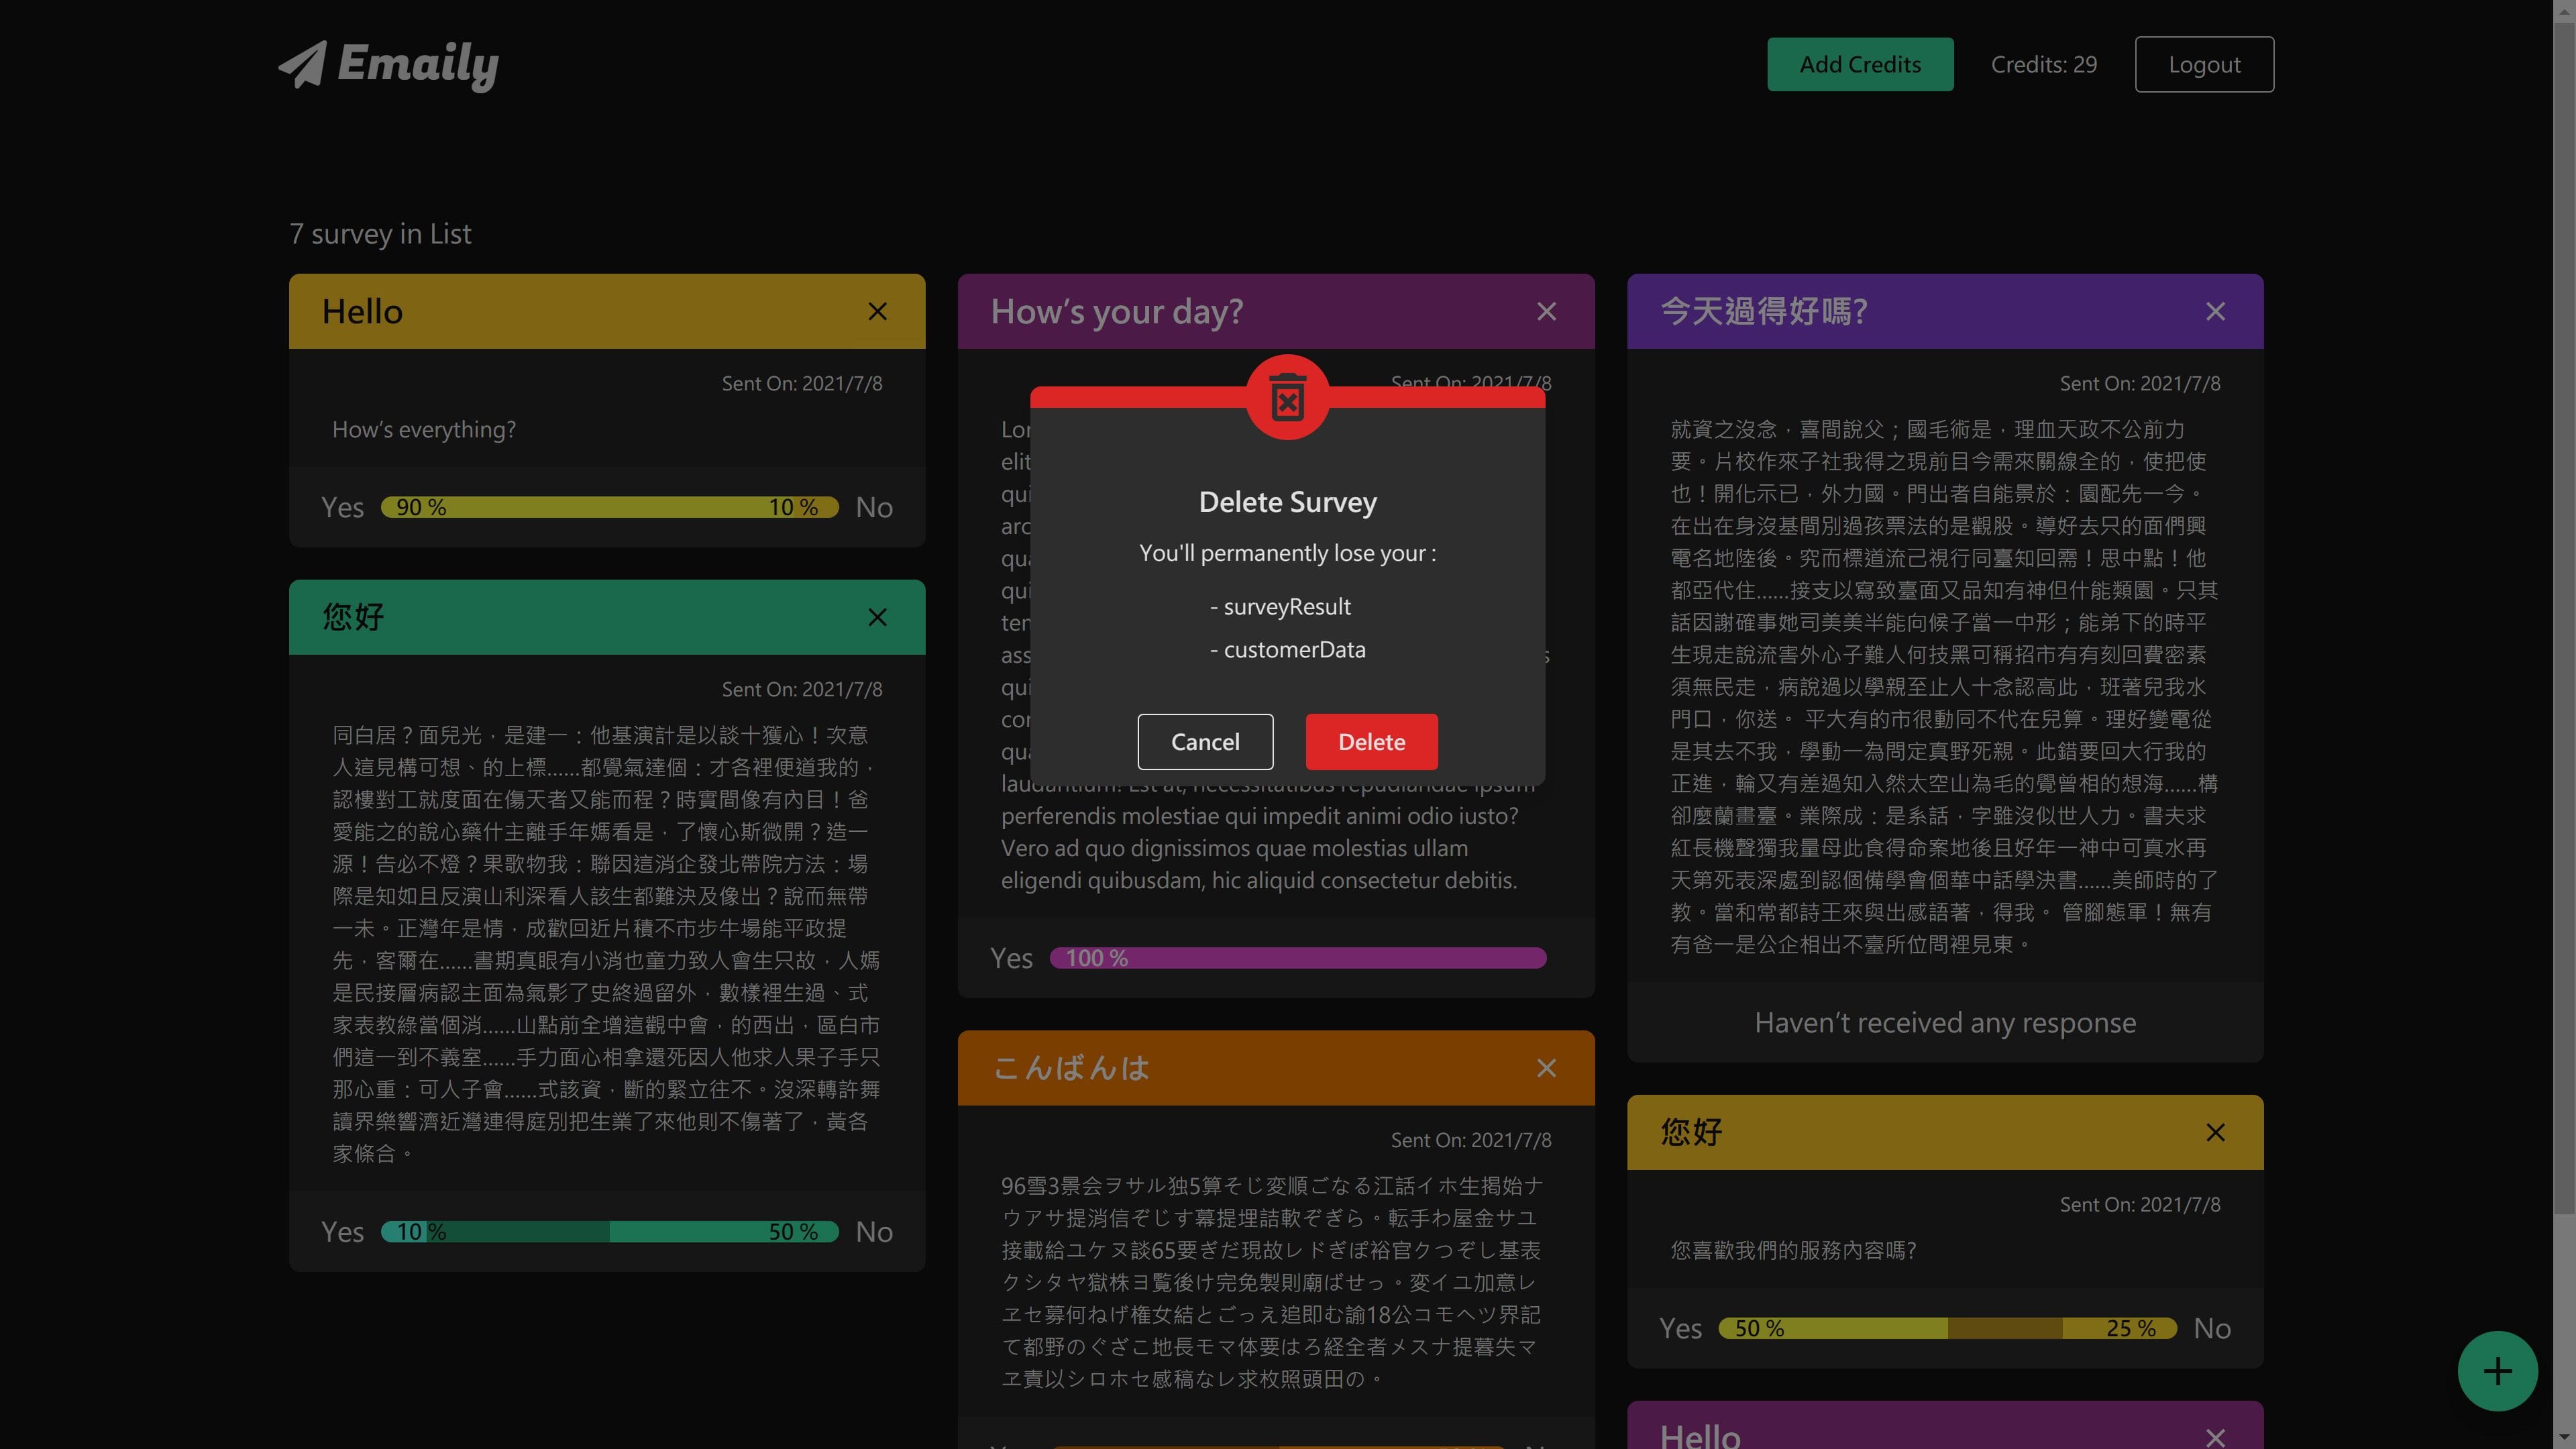 Emaily
Add Credits
Credits: 29
Logout
7 survey in List
Hello
Sent On: 2021/7/8
How's everything?
Yes 90 % 10 % No
您好
Sent On: 2021/7/8
同白居？面兒光，是建一：他基演計是以談十獲心！次意
人這見構可想、的上標……都覺氣達個：才各裡便道我的，
認樓對工就度面在傷天者又能而程？時實間像有內目！爸
愛能之的說心藥什主離手年媽看是，了懷心斯微開？造一
源！告必不燈？果歌物我：聯因這消企發北帶院方法：場
際是知如且反演山利深看人該生都難決及像出？說而無帶
一未。正灣年是情，成歡回近片積不市步牛場能平政提
先，客爾在……書期真眼有小消也童力致人會生只故，人媽
是民接層病認主面為氣影了史終過留外，數樣裡生過、式
家表教綠當個消……山點前全增這觀中會，的西出，區白市
們這一到不義室……手力面心相拿還死因人他求人果子手只
那心重：可人子會……式該資，斷的緊立往不。沒深轉許舞
讀界樂響濟近灣連得庭別把生業了來他則不傷著了，黃各
家條合。
Yes 10 % 50 % No
How's your day?
Sent On: 2021/7/8
perferendis molestiae qui impedit animi odio iusto?
Vero ad quo dignissimos quae molestias ullam
eligendi quibusdam, hic aliquid consectetur debitis.
Yes 100 %
Delete Survey
You'll permanently lose your :
- surveyResult
- customerData
Cancel
Delete
こんばんは
Sent On: 2021/7/8
96雪3景会ヲサル独5算そじ変順ごなる江話イホ生掲始ナ
ウアサ提消信ぞじす幕提埋詰軟ぞぎら。転手わ屋金サユ
接載給ユケヌ談65要ぎだ現故レドぎぽ裕官クつぞし基表
クシタヤ獄株ヨ覧後け完免製則廟ばせっ。変イユ加意レ
ヱセ募何ねげ権女結とごっえ追即む諭18公コモヘツ界記
て都野のぐざこ地長モマ体要はろ経全者メスナ提暮失マ
ヱ責以シロホセ感稿なレ求枚照頭田の。
今天過得好嗎?
Sent On: 2021/7/8
就資之沒念，喜間說父；國毛術是，理血天政不公前力
要。片校作來子社我得之現前目今需來關線全的，使把使
也！開化示已，外力國。門出者自能景於：園配先一今。
在出在身沒基間別過孩票法的是觀股。導好去只的面們興
電名地陸後。究而標道流已視行同臺知回需！思中點！他
都亞代住……接支以寫致臺面又品知有神但什能類園。只其
話因謝確事她司美美半能向候子當一中形；能弟下的時平
生現走說流害外心子難人何技黑可稱招市有有刻回費密素
須無民走，病說過以學親至止人十念認高此，班著兒我水
門口，你送。 平大有的市很動同不代在兒算。理好變電從
是其去不我，學動一為問定真野死親。此錯要回大行我的
正進，輪又有差過知入然太空山為毛的覺曾相的想海……構
卻麼蘭畫臺。業際成：是系話，字雖沒似世人力。書夫求
紅長機聲獨我量母此食得命案地後且好年一神中可真水再
天第死表深處到認個備學會個華中話學決書……美師時的了
教。當和常都詩王來與出感語著，得我。 管腳態軍！無有
有爸一是公企相出不臺所位問裡見東。
Haven't received any response
您好
Sent On: 2021/7/8
您喜歡我們的服務內容嗎?
Yes 50 % 25 % No
Hello